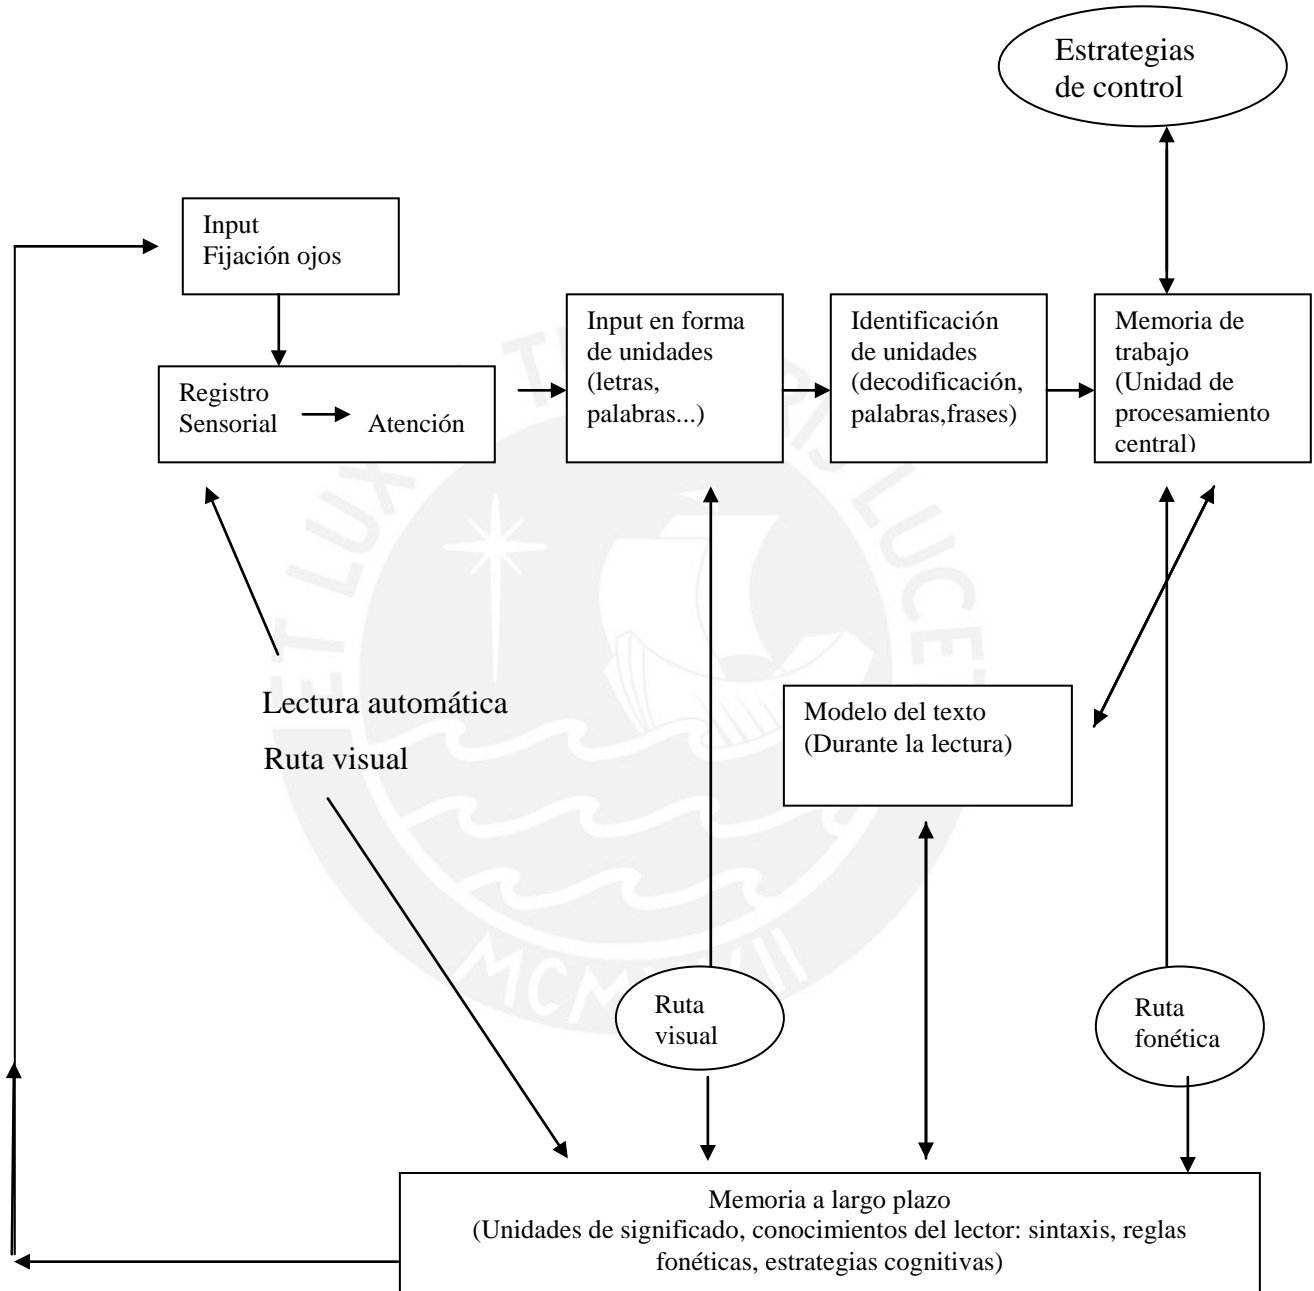 Estrategias
de control
Input
Fijación ojos
Registro
Sensorial
Atención
Input en forma
de unidades
(letras,
palabras...)
Identificación
de unidades
(decodificación,
palabras,frases)
Memoria de
trabajo
(Unidad de
procesamiento
central)
Lectura automática
Ruta visual
Modelo del texto
(Durante la lectura)
Ruta
visual
Ruta
fonética
Memoria a largo plazo
(Unidades de significado, conocimientos del lector: sintaxis, reglas
fonéticas, estrategias cognitivas)
ET LUX
LUCET